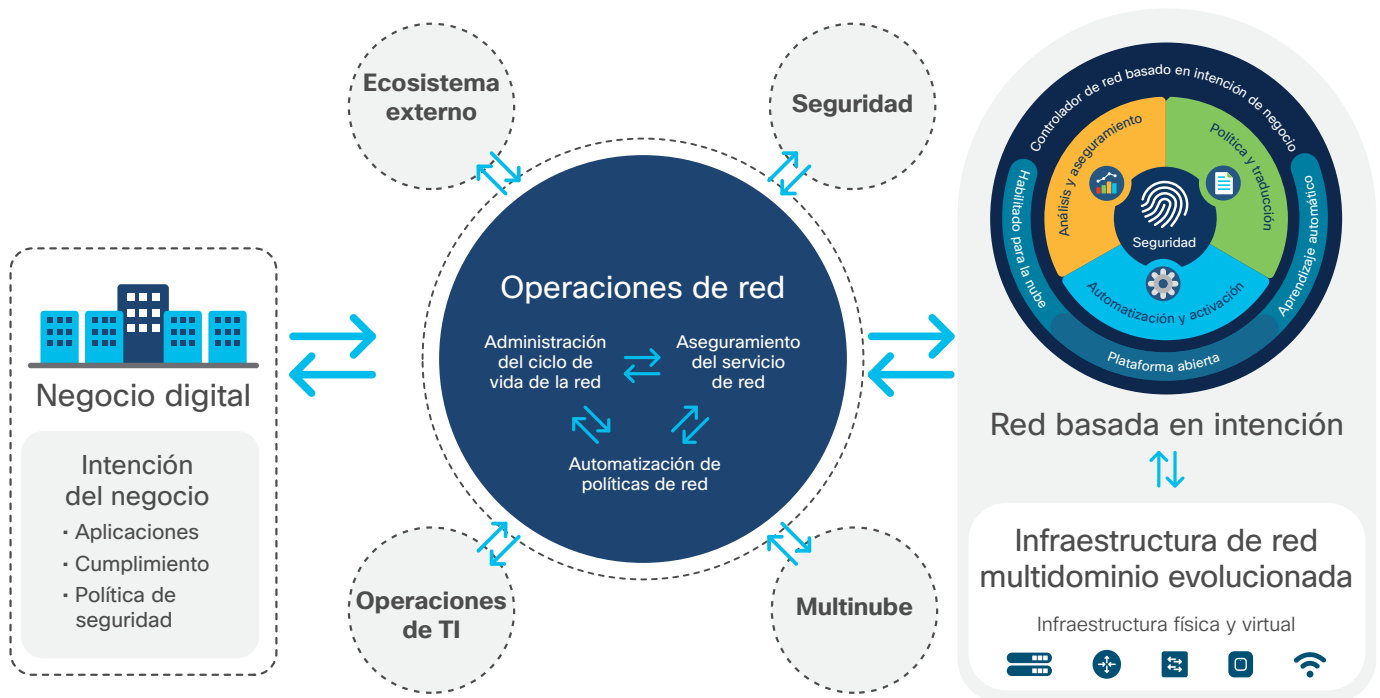 Negocio digital
Intención
del negocio
· Aplicaciones
· Cumplimiento
· Política de
seguridad
Ecosistema
externo
Seguridad
Operaciones de red
Administración
del ciclo de
vida de la red
Aseguramiento
del servicio
de red
Automatización de
políticas de red
Operaciones
de TI
Multinube
Controlador de red basado en intención de negocio
Análisis y aseguramiento
Política y traducción
Seguridad
Automatización y activación
Habilitado para la nube
Aprendizaje automático
Plataforma abierta
Red basada en intención
Infraestructura de red
multidominio evolucionada
Infraestructura física y virtual